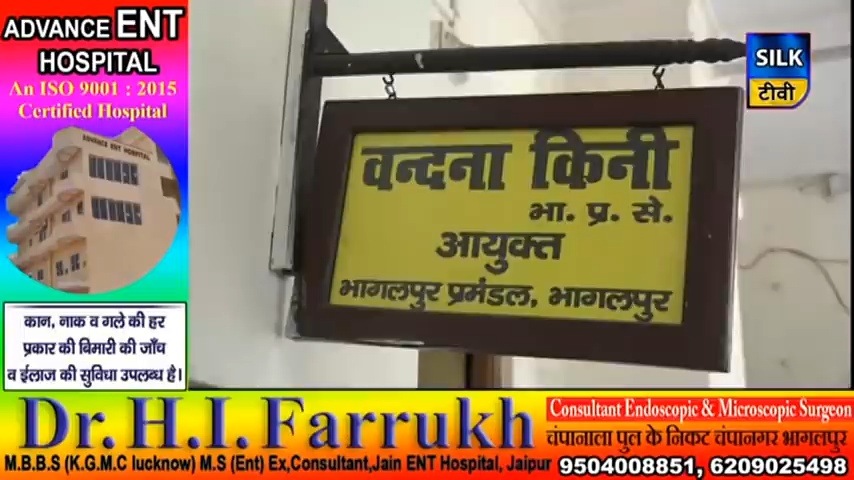 ADVANCE ENT
HOSPITAL
An ISO 9001 : 2015
Certified Hospital
ADVANCE ENT HOSPITAL
कान, नाक व गले की हर
प्रकार की बिमारी की जाँच
व ईलाज की सुविधा उपलब्ध है।
SILK
टीवी
वन्दना किनी
भा. प्र. से.
आयुक्त
भागलपुर प्रमंडल, भागलपुर
Dr. H.I. Farrukh
M.B.B.S (K.G.M.C lucknow) M.S (Ent) Ex,Consultant,Jain ENT Hospital, Jaipur
Consultant Endoscopic & Microscopic Surgeon
चंपानाला पुल के निकट चंपानगर भागलपुर
9504008851, 6209025498